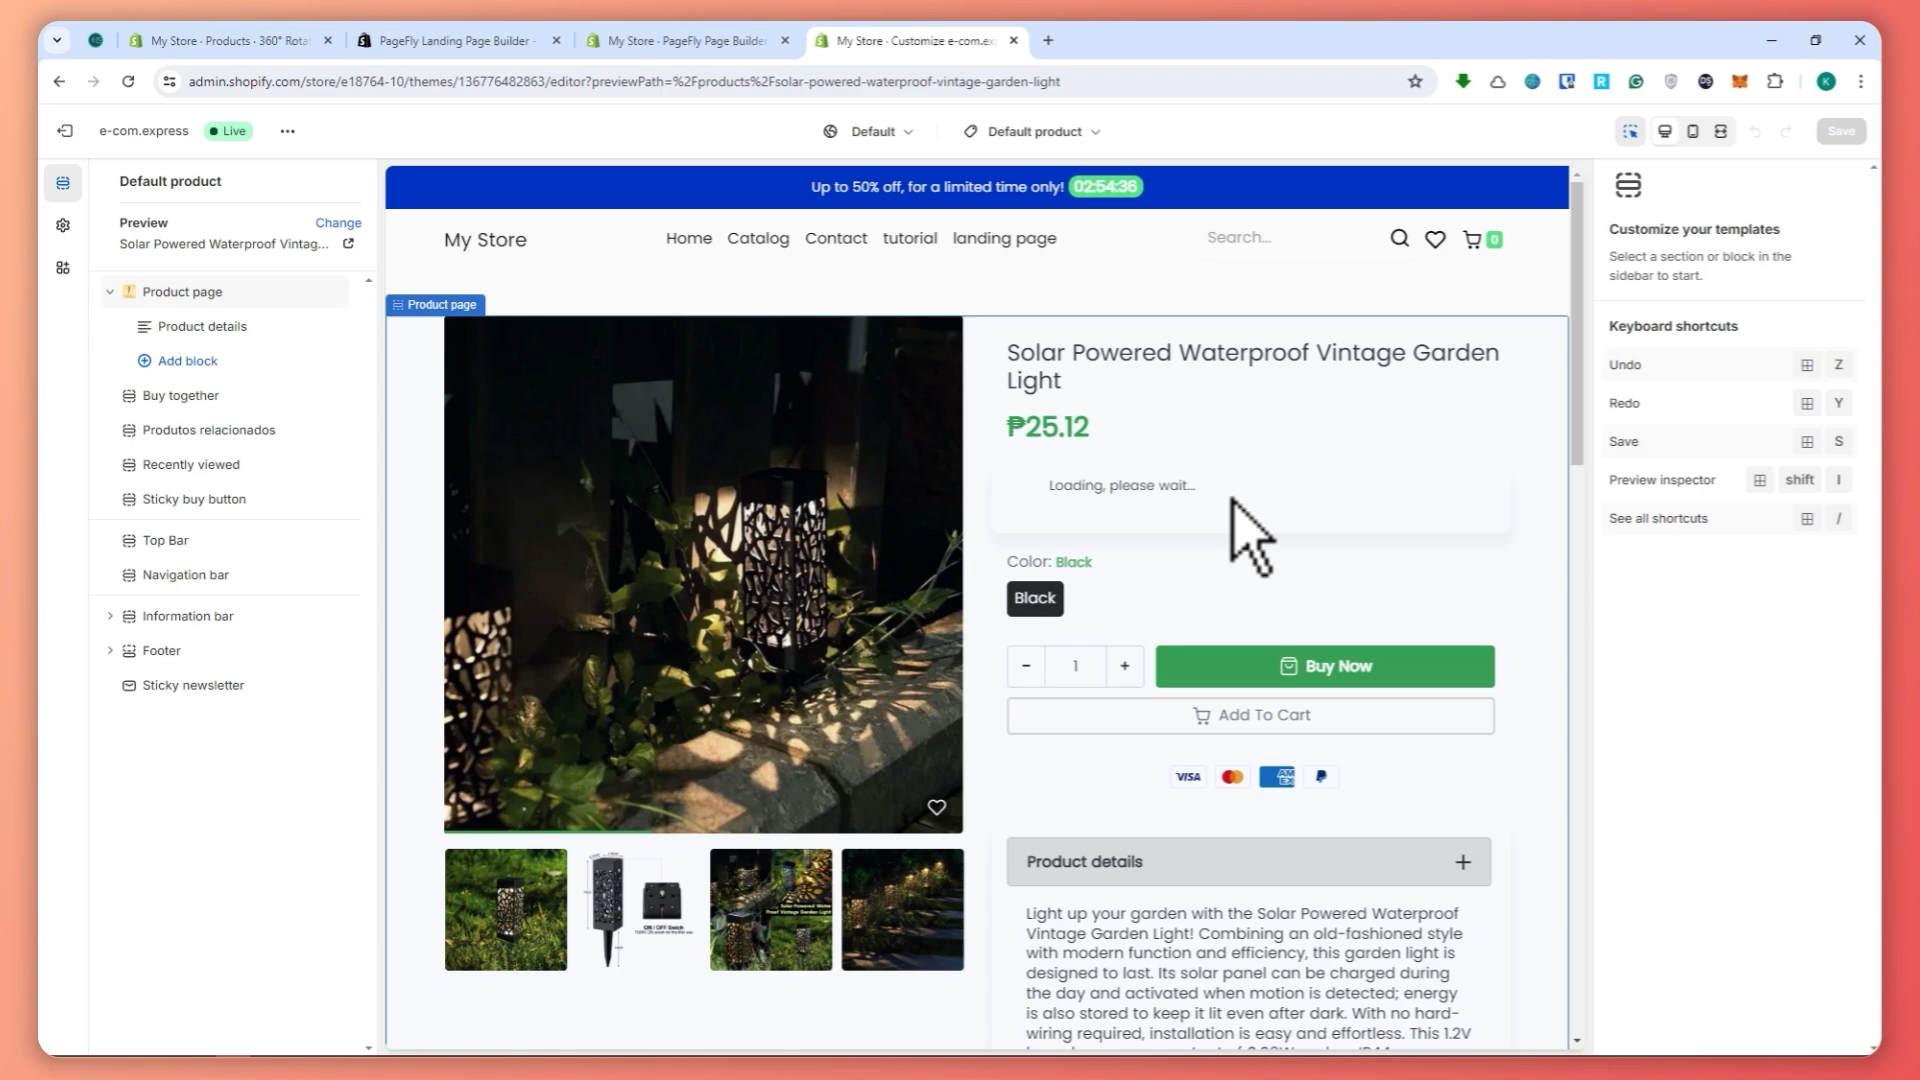 My Store · Products · 360° Rotat
PageFly Landing Page Builder -
My Store · PageFly Page Builder
My Store · Customize e-com.exp
admin.shopify.com/store/e18764-10/themes/136776482863/editor?previewPath=%2Fproducts%2Fsolar-powered-waterproof-vintage-garden-light
K
e-com.express
Live
Default
Default product
Save
Default product
Preview
Change
Solar Powered Waterproof Vintag...
Product page
Product details
Add block
Buy together
Produtos relacionados
Recently viewed
Sticky buy button
Top Bar
Navigation bar
Information bar
Footer
Sticky newsletter
Up to 50% off, for a limited time only! 02:54:36
My Store
Home
Catalog
Contact
tutorial
landing page
Search...
0
Product page
Solar Powered Waterproof Vintage Garden
Light
₱25.12
Loading, please wait...
Color: Black
Black
-
1
+
Buy Now
Add To Cart
VISA
AM
EX
Product details
+
Light up your garden with the Solar Powered Waterproof
Vintage Garden Light! Combining an old-fashioned style
with modern function and efficiency, this garden light is
designed to last. Its solar panel can be charged during
the day and activated when motion is detected; energy
is also stored to keep it lit even after dark. With no hard-
wiring required, installation is easy and effortless. This 1.2V
ON / OFF Switch
Customize your templates
Select a section or block in the
sidebar to start.
Keyboard shortcuts
Undo
Z
Redo
Y
Save
S
Preview inspector
shift
I
See all shortcuts
/